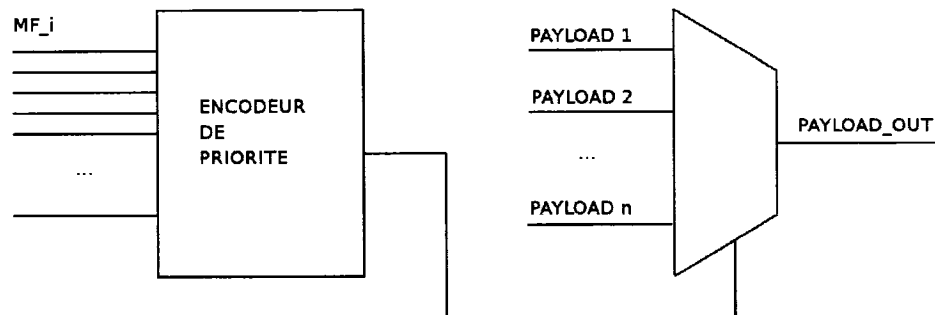 MF_i
ENCODEUR
DE
PRIORITE
...
PAYLOAD 1
PAYLOAD 2
...
PAYLOAD n
PAYLOAD_OUT